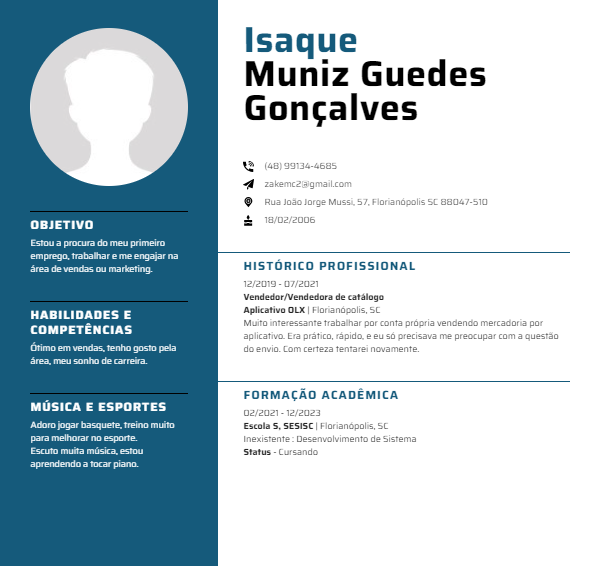 Isaque
Muniz Guedes
Gonçalves
(48) 99134-4685
zakemc2@gmail.com
Rua João Jorge Mussi, 57, Florianópolis SC 88047-510
18/02/2006
OBJETIVO
Estou a procura do meu primeiro
emprego, trabalhar e me engajar na
área de vendas ou marketing.
HABILIDADES E
COMPETÊNCIAS
Ótimo em vendas, tenho gosto pela
área, meu sonho de carreira.
MÚSICA E ESPORTES
Adoro jogar basquete, treino muito
para melhorar no esporte.
Escuto muita música, estou
aprendendo a tocar piano.
HISTÓRICO PROFISSIONAL
12/2019 - 07/2021
Vendedor/Vendedora de catálogo
Aplicativo OLX | Florianópolis, SC
Muito interessante trabalhar por conta própria vendendo mercadoria por
aplicativo. Era prático, rápido, e eu só precisava me preocupar com a questão
do envio. Com certeza tentarei novamente.
FORMAÇÃO ACADÊMICA
02/2021 - 12/2023
Escola S, SESISC | Florianópolis, SC
Inexistente : Desenvolvimento de Sistema
Status - Cursando